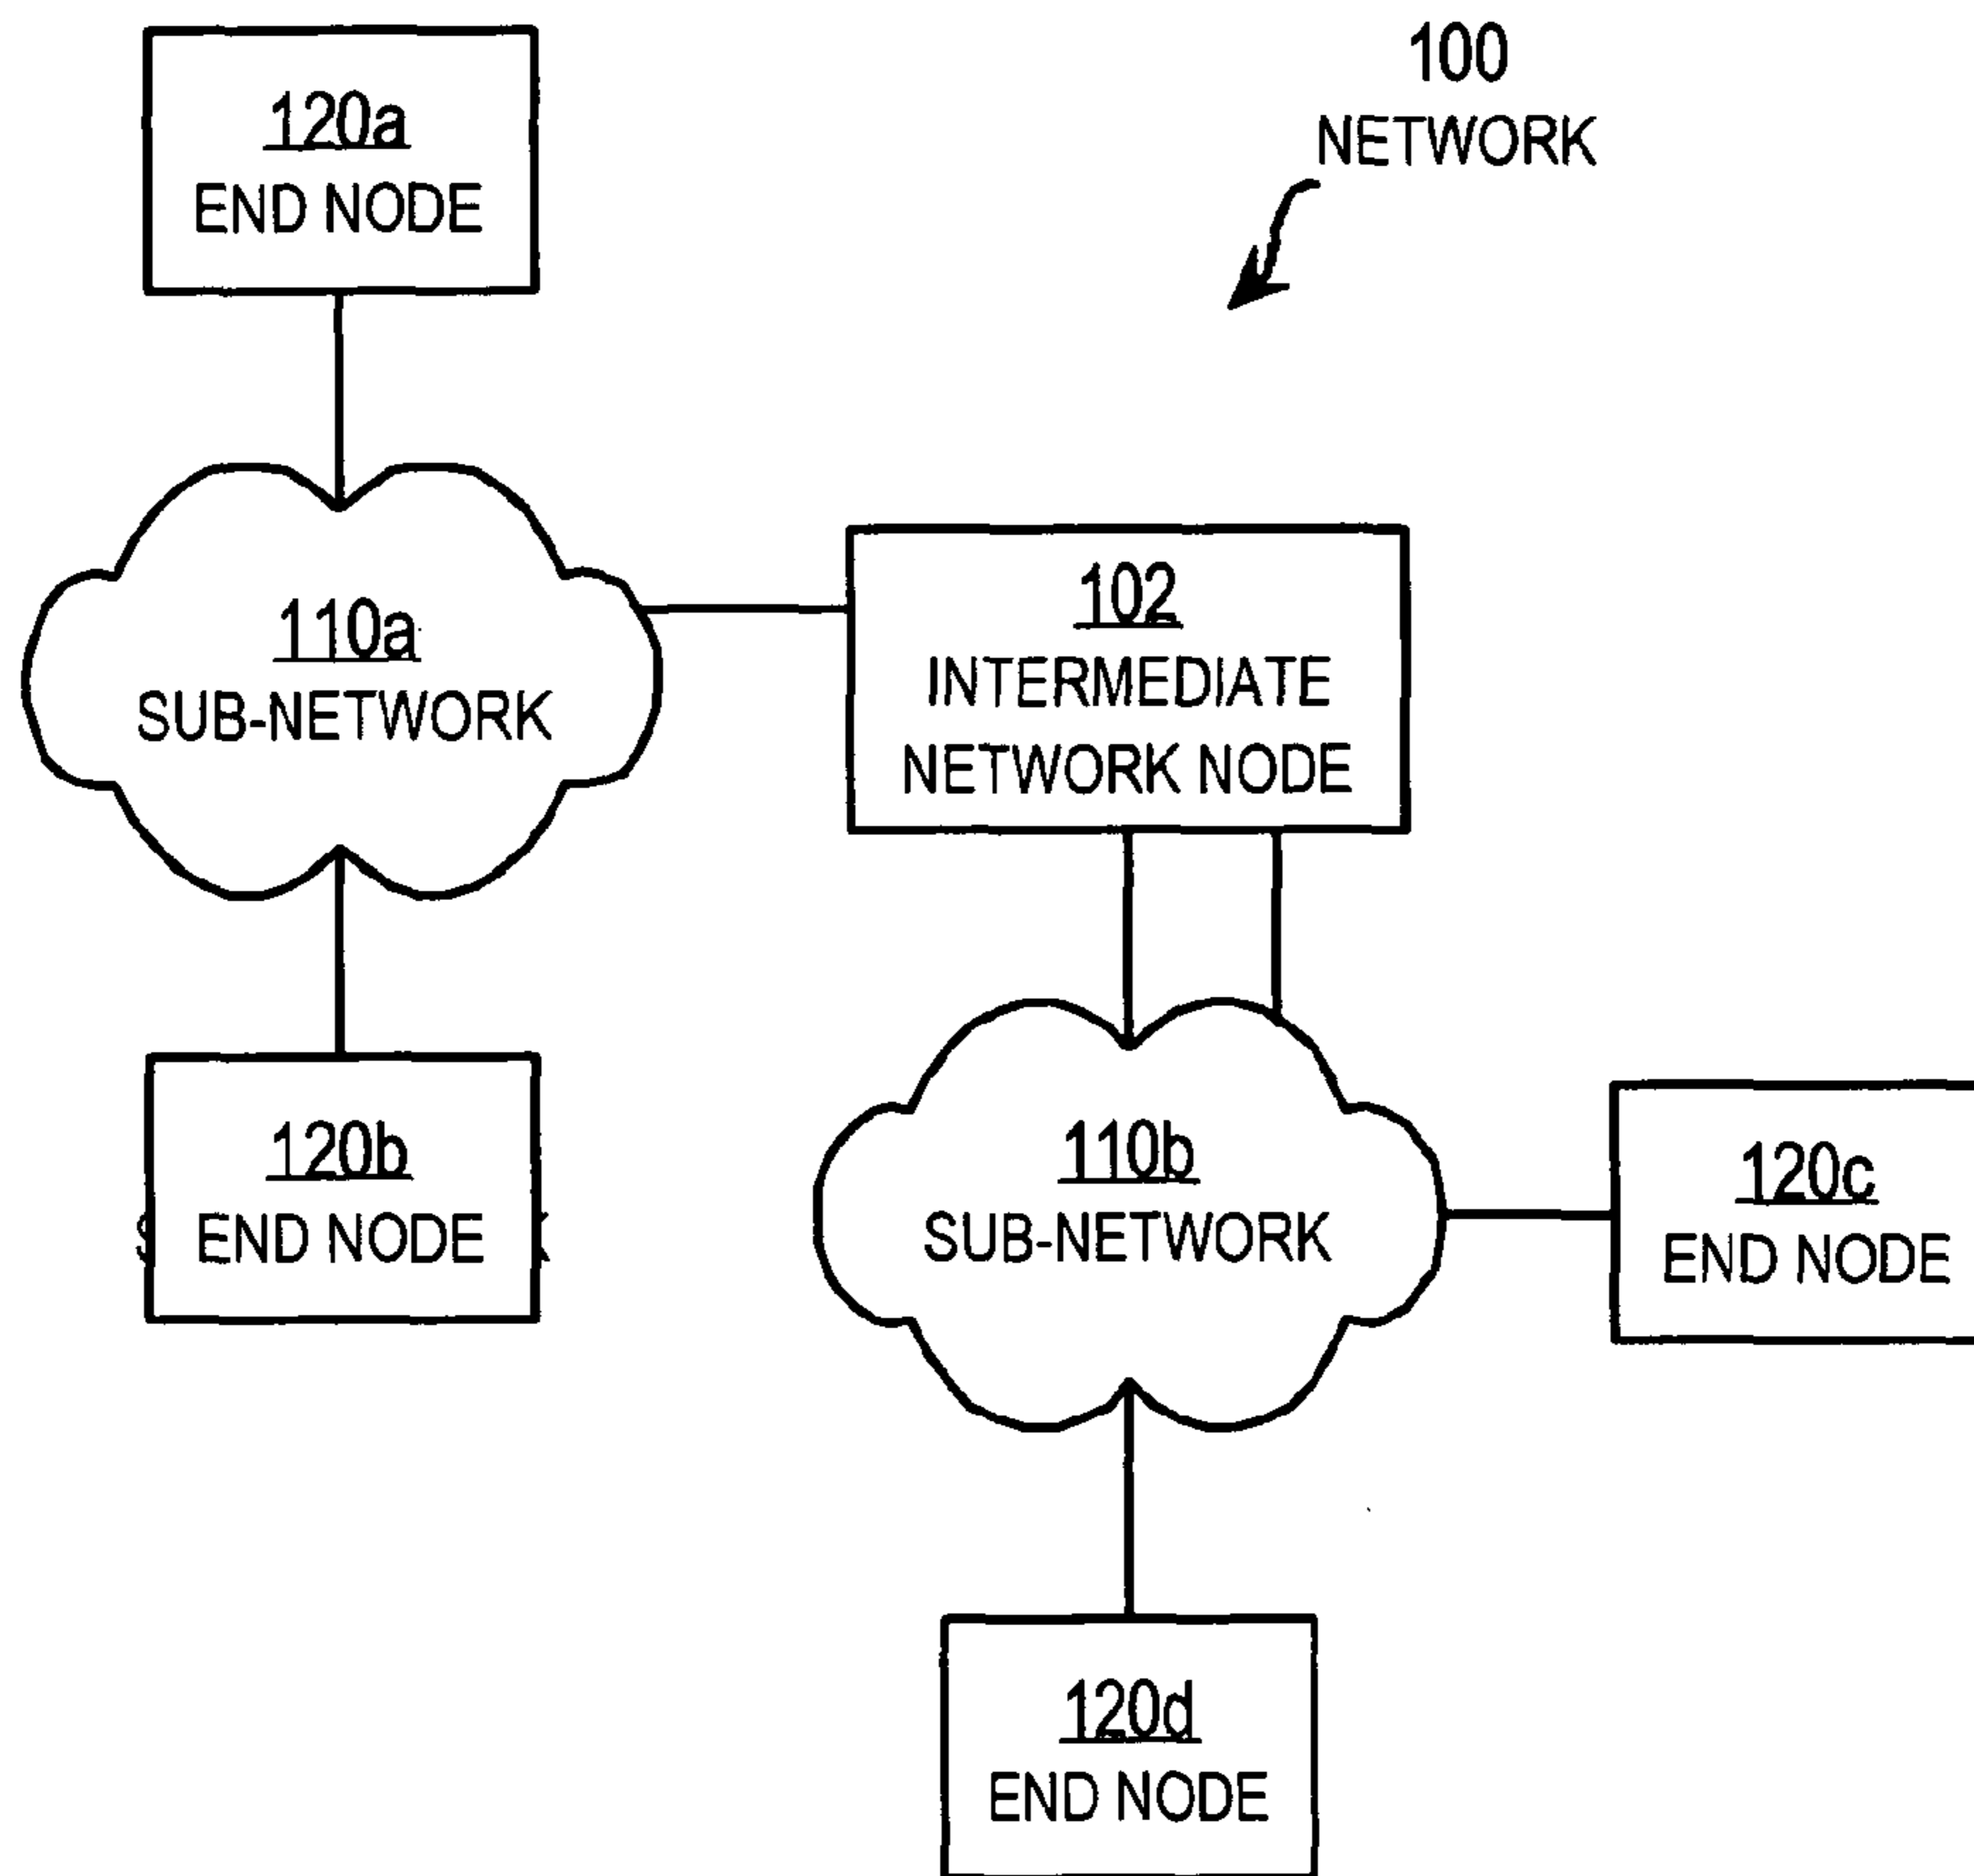 120a
END NODE
100
NETWORK
110a
SUB-NETWORK
102
INTERMEDIATE
NETWORK NODE
120b
END NODE
110b
SUB-NETWORK
120c
END NODE
120d
END NODE